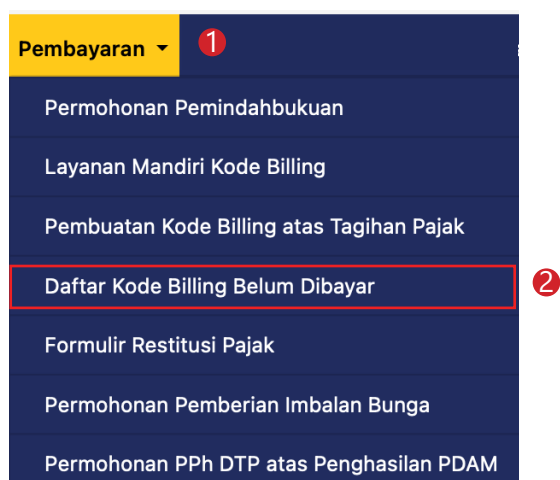 Pembayaran 1
Permohonan Pemindahbukuan
Layanan Mandiri Kode Billing
Pembuatan Kode Billing atas Tagihan Pajak
Daftar Kode Billing Belum Dibayar 2
Formulir Restitusi Pajak
Permohonan Pemberian Imbalan Bunga
Permohonan PPh DTP atas Penghasilan PDAM